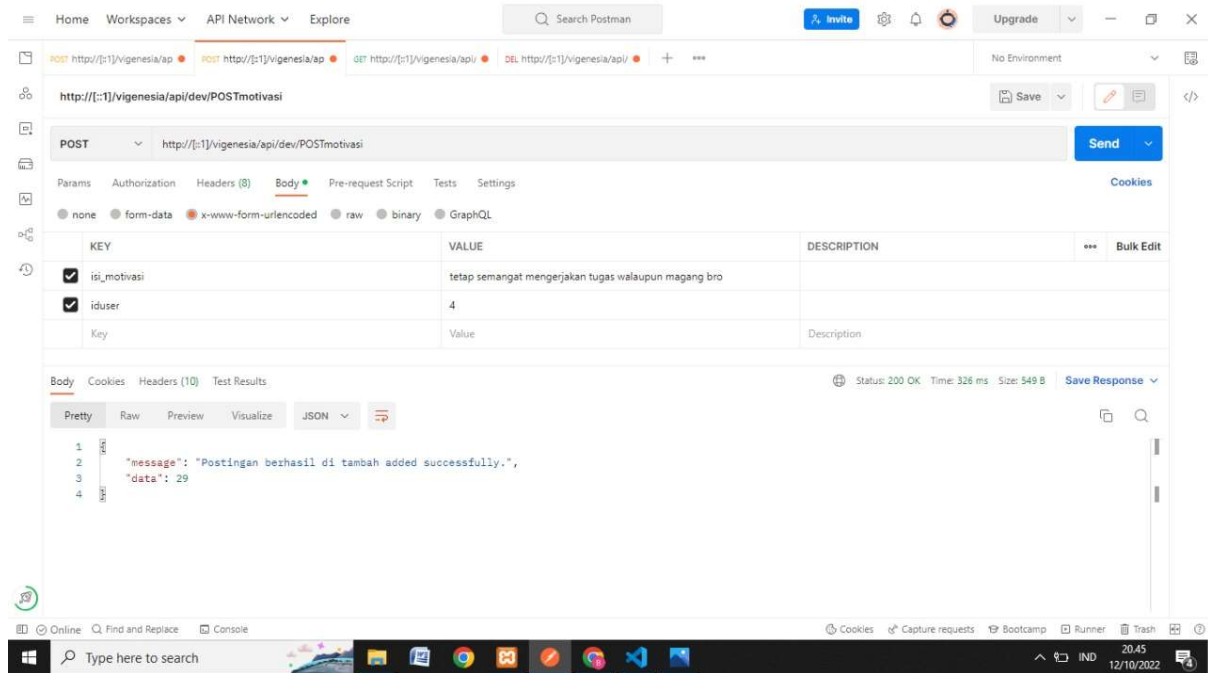 Home Workspaces API Network Explore Search Postman Invite Upgrade
POST http://[::1]/vigenesia/ap POST http://[::1]/vigenesia/ap GET http://[::1]/vigenesia/api/ DEL http://[::1]/vigenesia/api/ No Environment
http://[::1]/vigenesia/api/dev/POSTmotivasi Save
POST http://[::1]/vigenesia/api/dev/POSTmotivasi Send
Params Authorization Headers (8) Body Pre-request Script Tests Settings Cookies
none form-data x-www-form-urlencoded raw binary GraphQL
KEY VALUE DESCRIPTION Bulk Edit
isi_motivasi tetap semangat mengerjakan tugas walaupun magang bro
iduser 4
Key Value Description
Body Cookies Headers (10) Test Results Status: 200 OK Time: 326 ms Size: 549 B Save Response
Pretty Raw Preview Visualize JSON
1 {
2 "message": "Postingan berhasil di tambah added successfully.",
3 "data": 29
4 }
Online Find and Replace Console Cookies Capture requests Bootcamp Runner Trash
Type here to search IND 20.45
12/10/2022